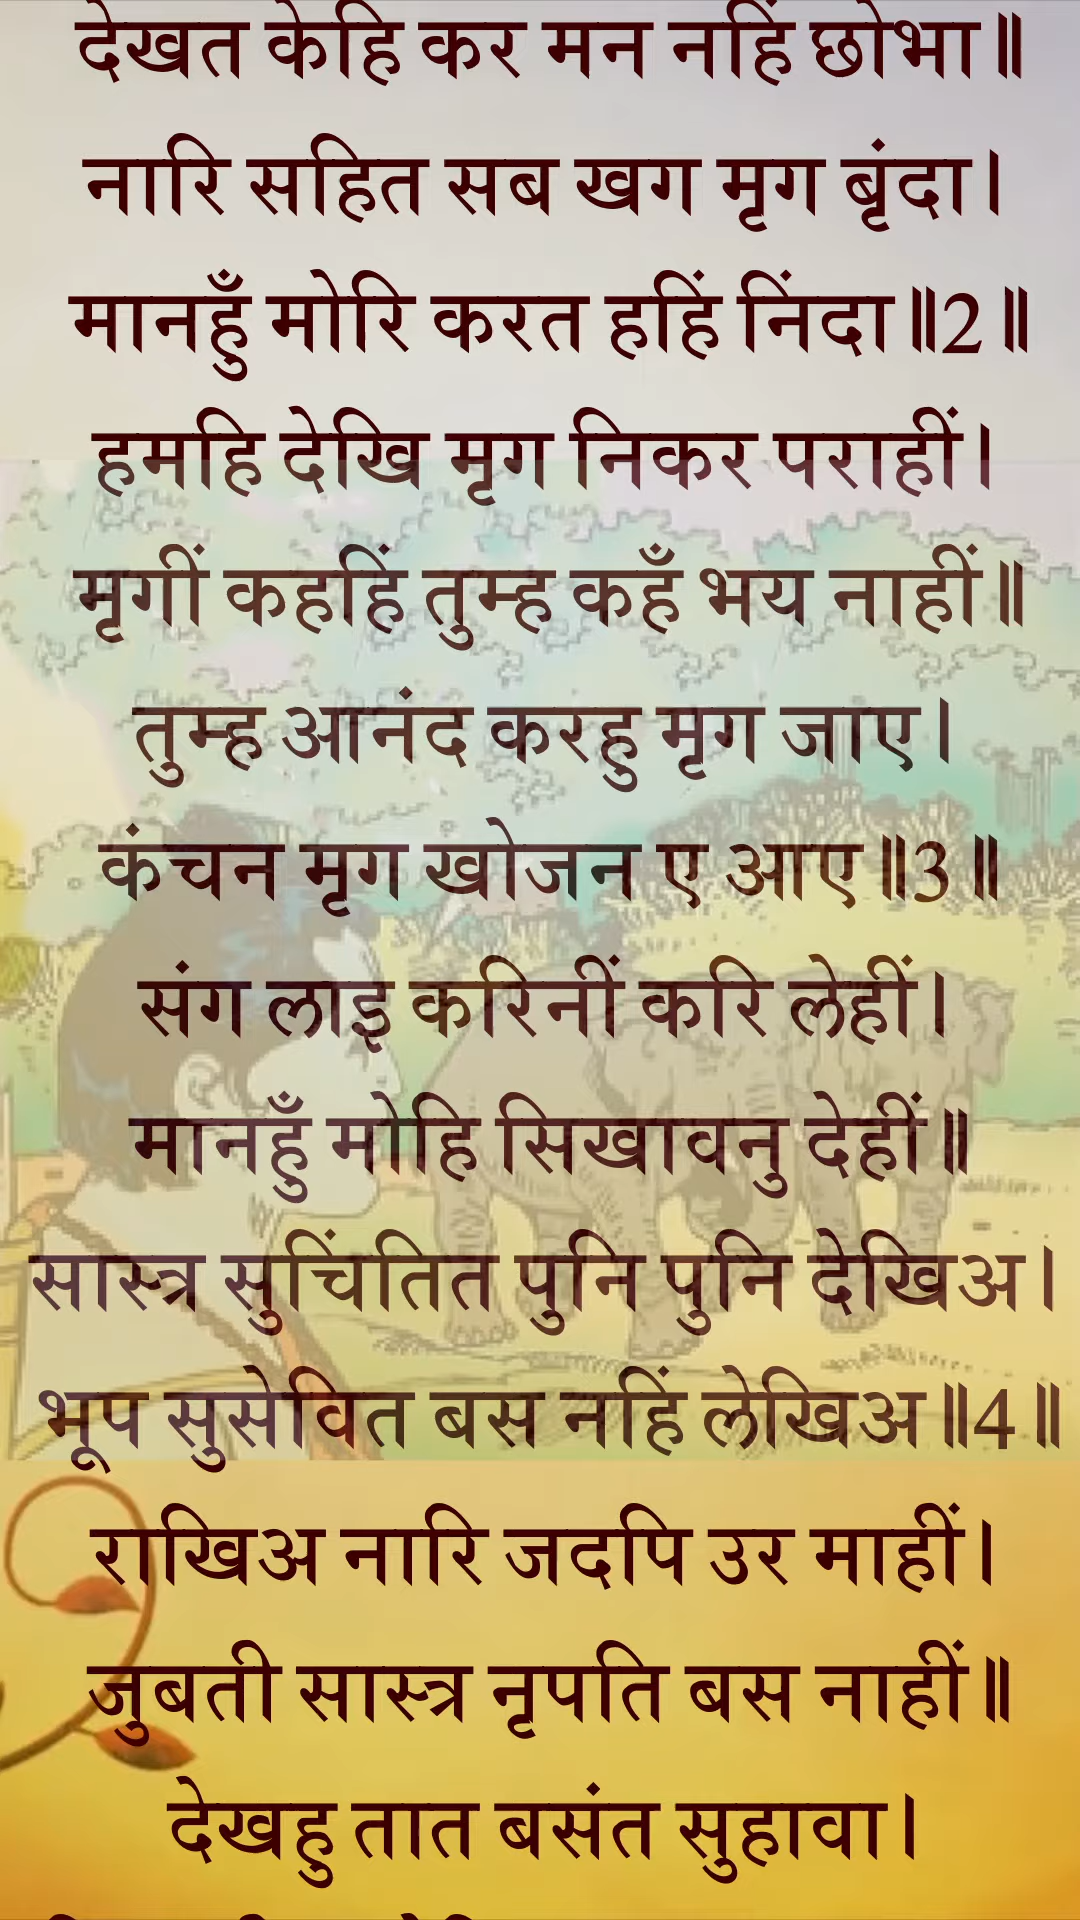 देखत केहि कर मन नहिं छोभा॥
नारि सहित सब खग मृग बृंदा।
मानहुँ मोरि करत हहिं निंदा॥2॥
हमहि देखि मृग निकर पराहीं।
मृगीं कहहिं तुम्ह कहँ भय नाहीं॥
तुम्ह आनंद करहु मृग जाए।
कंचन मृग खोजन ए आए॥3॥
संग लाइ करिनीं करि लेहीं।
मानहुँ मोहि सिखावनु देहीं॥
सास्त्र सुचिंतित पुनि पुनि देखिअ।
भूप सुसेवित बस नहिं लेखिअ॥4॥
राखिअ नारि जदपि उर माहीं।
जुबती सास्त्र नृपति बस नाहीं॥
देखहु तात बसंत सुहावा।